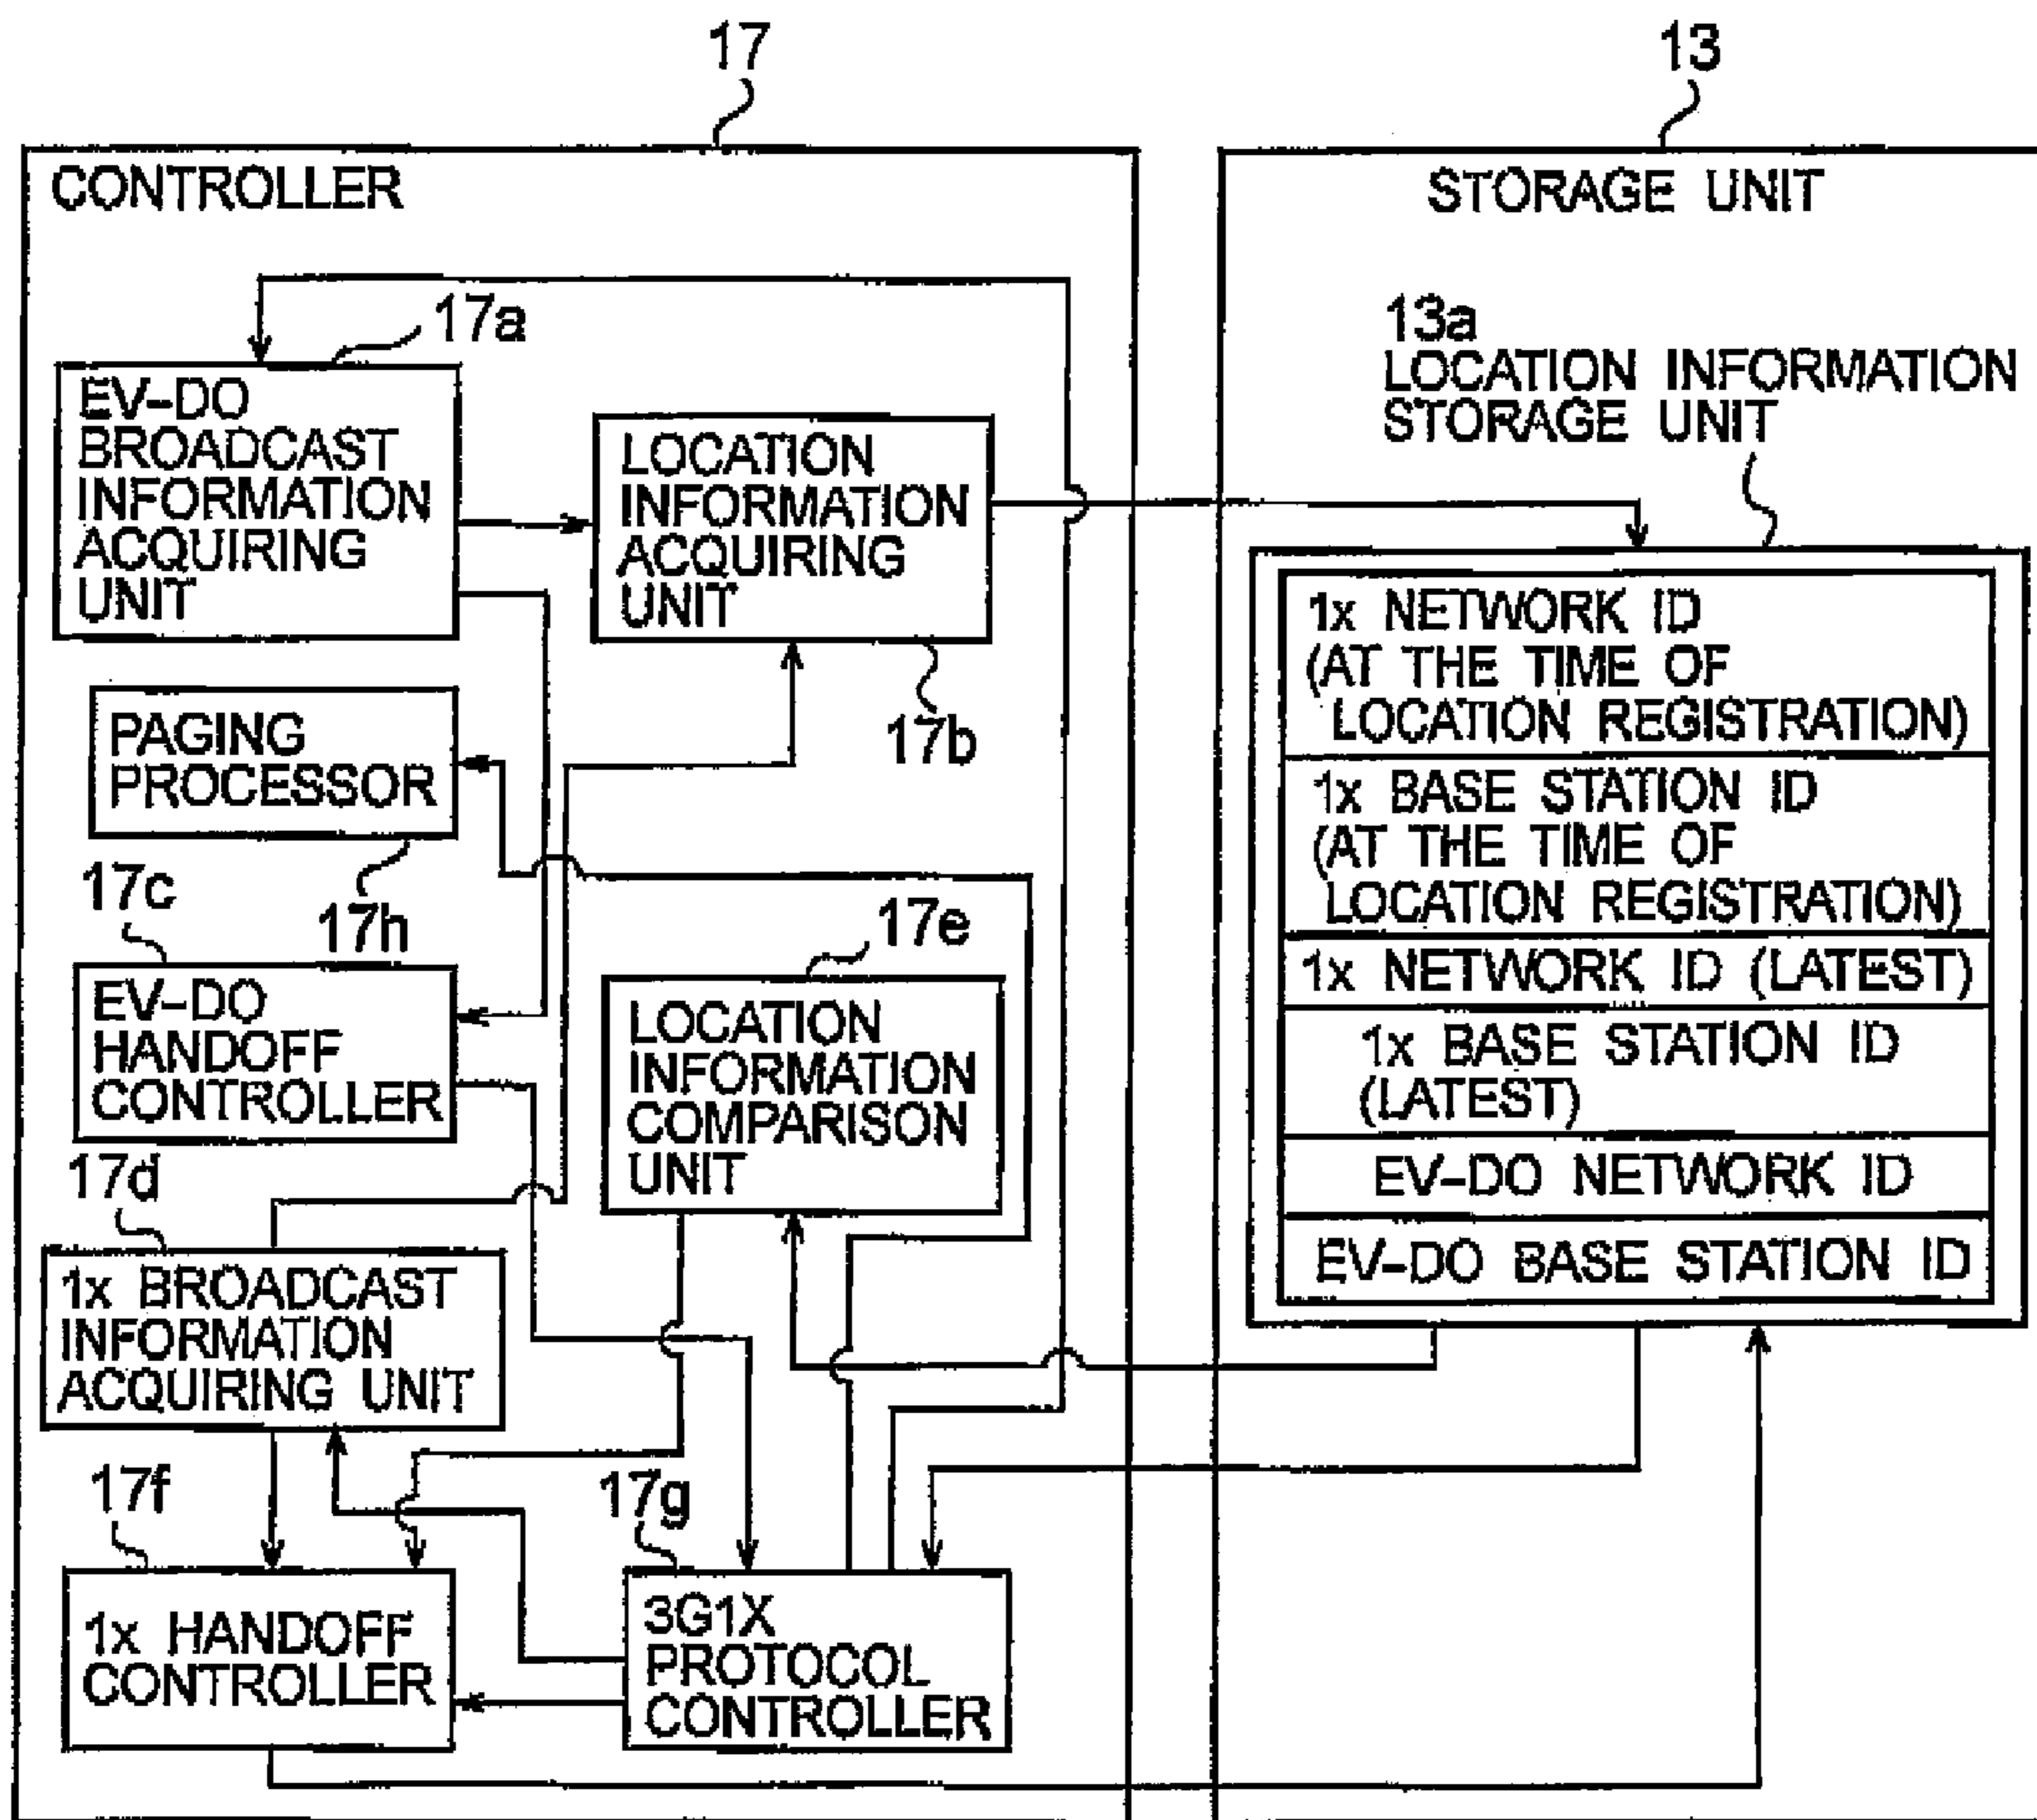 17
13
CONTROLLER
STORAGE UNIT
17a
13a
LOCATION INFORMATION
STORAGE UNIT
EV-DO
BROADCAST
INFORMATION
ACQUIRING
UNIT
LOCATION
INFORMATION
ACQUIRING
UNIT
17b
PAGING
PROCESSOR
17h
17c
17e
EV-DO
HANDOFF
CONTROLLER
LOCATION
INFORMATION
COMPARISON
UNIT
17d
1x BROADCAST
INFORMATION
ACQUIRING UNIT
17f
17g
1x HANDOFF
CONTROLLER
3G1X
PROTOCOL
CONTROLLER
1x NETWORK ID
(AT THE TIME OF
LOCATION REGISTRATION)
1x BASE STATION ID
(AT THE TIME OF
LOCATION REGISTRATION)
1x NETWORK ID (LATEST)
1x BASE STATION ID
(LATEST)
EV-DO NETWORK ID
EV-DO BASE STATION ID